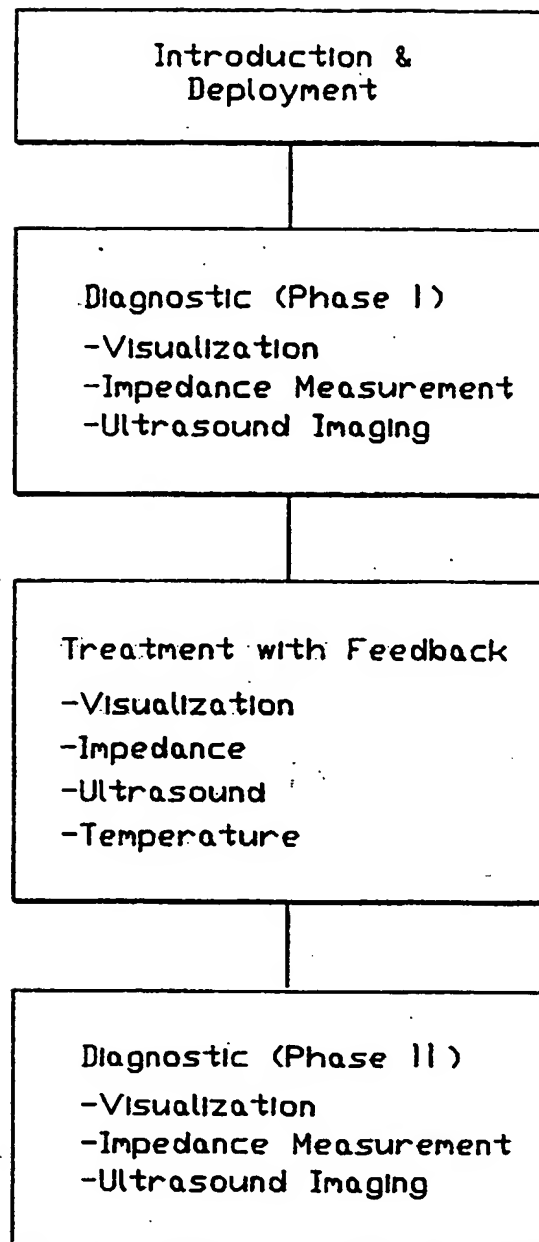 Introduction &
Deployment
Diagnostic (Phase I)
-Visualization
-Impedance Measurement
-Ultrasound Imaging
Treatment with Feedback
-Visualization
-Impedance
-Ultrasound
-Temperature
Diagnostic (Phase II)
-Visualization
-Impedance Measurement
-Ultrasound Imaging